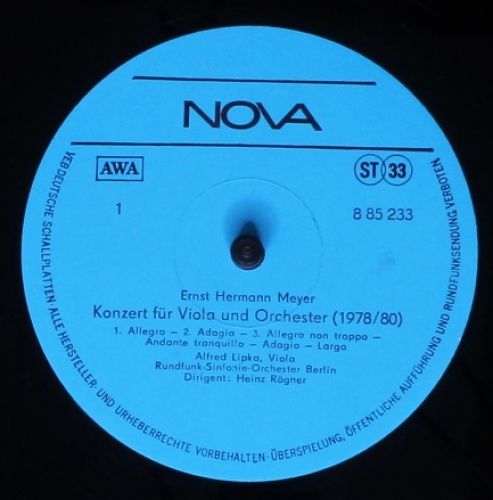 NOVA
AWA
ST 33
1
8 85 233
Ernst Hermann Meyer
Konzert für Viola und Orchester (1978/80)
1. Allegro – 2. Adagio – 3. Allegro non troppo –
Andante tranquillo – Adagio – Largo
Alfred Lipka, Viola
Rundfunk-Sinfonie-Orchester Berlin
Dirigent: Heinz Rögner
VEB DEUTSCHE SCHALLPLATTEN · ALLE HERSTELLER- UND URHEBERRECHTE VORBEHALTEN · ÜBERSPIELUNG, ÖFFENTLICHE AUFFÜHRUNG UND RUNDFUNKSENDUNG VERBOTEN